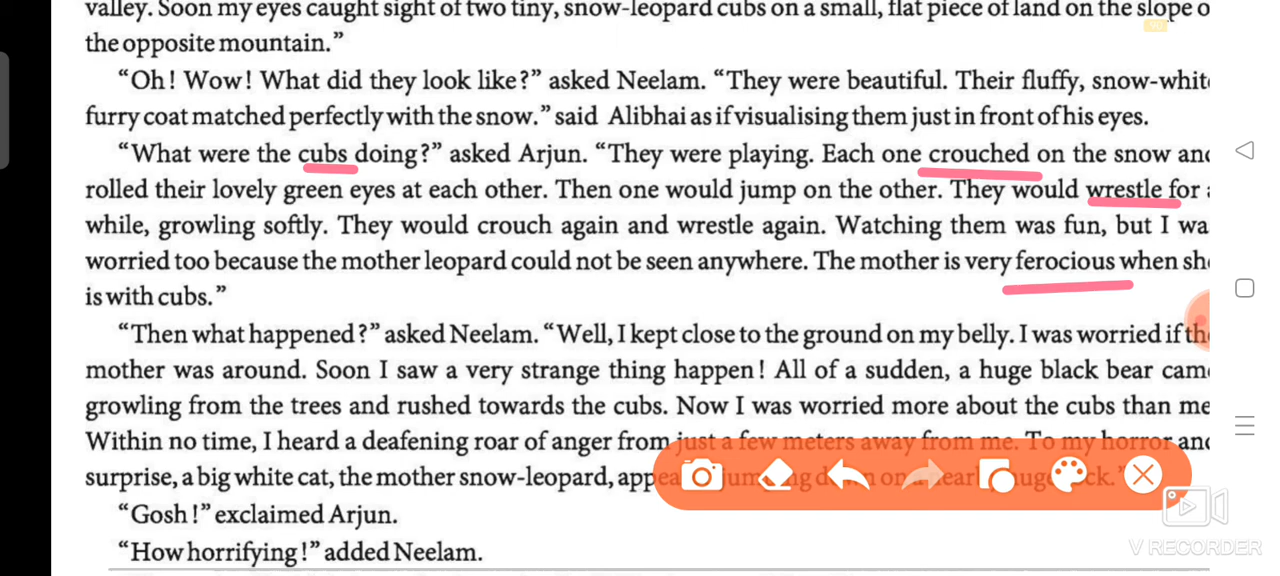 valley. Soon my eyes caught sight of two tiny, snow-leopard cubs on a small, flat piece of land on the slope o
the opposite mountain.”
“Oh! Wow! What did they look like?” asked Neelam. “They were beautiful. Their fluffy, snow-whit
furry coat matched perfectly with the snow.” said Alibhai as if visualising them just in front of his eyes.
“What were the cubs doing?” asked Arjun. “They were playing. Each one crouched on the snow an
rolled their lovely green eyes at each other. Then one would jump on the other. They would wrestle for
while, growling softly. They would crouch again and wrestle again. Watching them was fun, but I wa
worried too because the mother leopard could not be seen anywhere. The mother is very ferocious when sh
is with cubs.”
“Then what happened?” asked Neelam. “Well, I kept close to the ground on my belly. I was worried if th
mother was around. Soon I saw a very strange thing happen! All of a sudden, a huge black bear cam
growling from the trees and rushed towards the cubs. Now I was worried more about the cubs than me
Within no time, I heard a deafening roar of anger from just a few meters away from me. To my horror an
surprise, a big white cat, the mother snow-leopard,
“Gosh!” exclaimed Arjun.
“How horrifying!” added Neelam.
V RECORDER